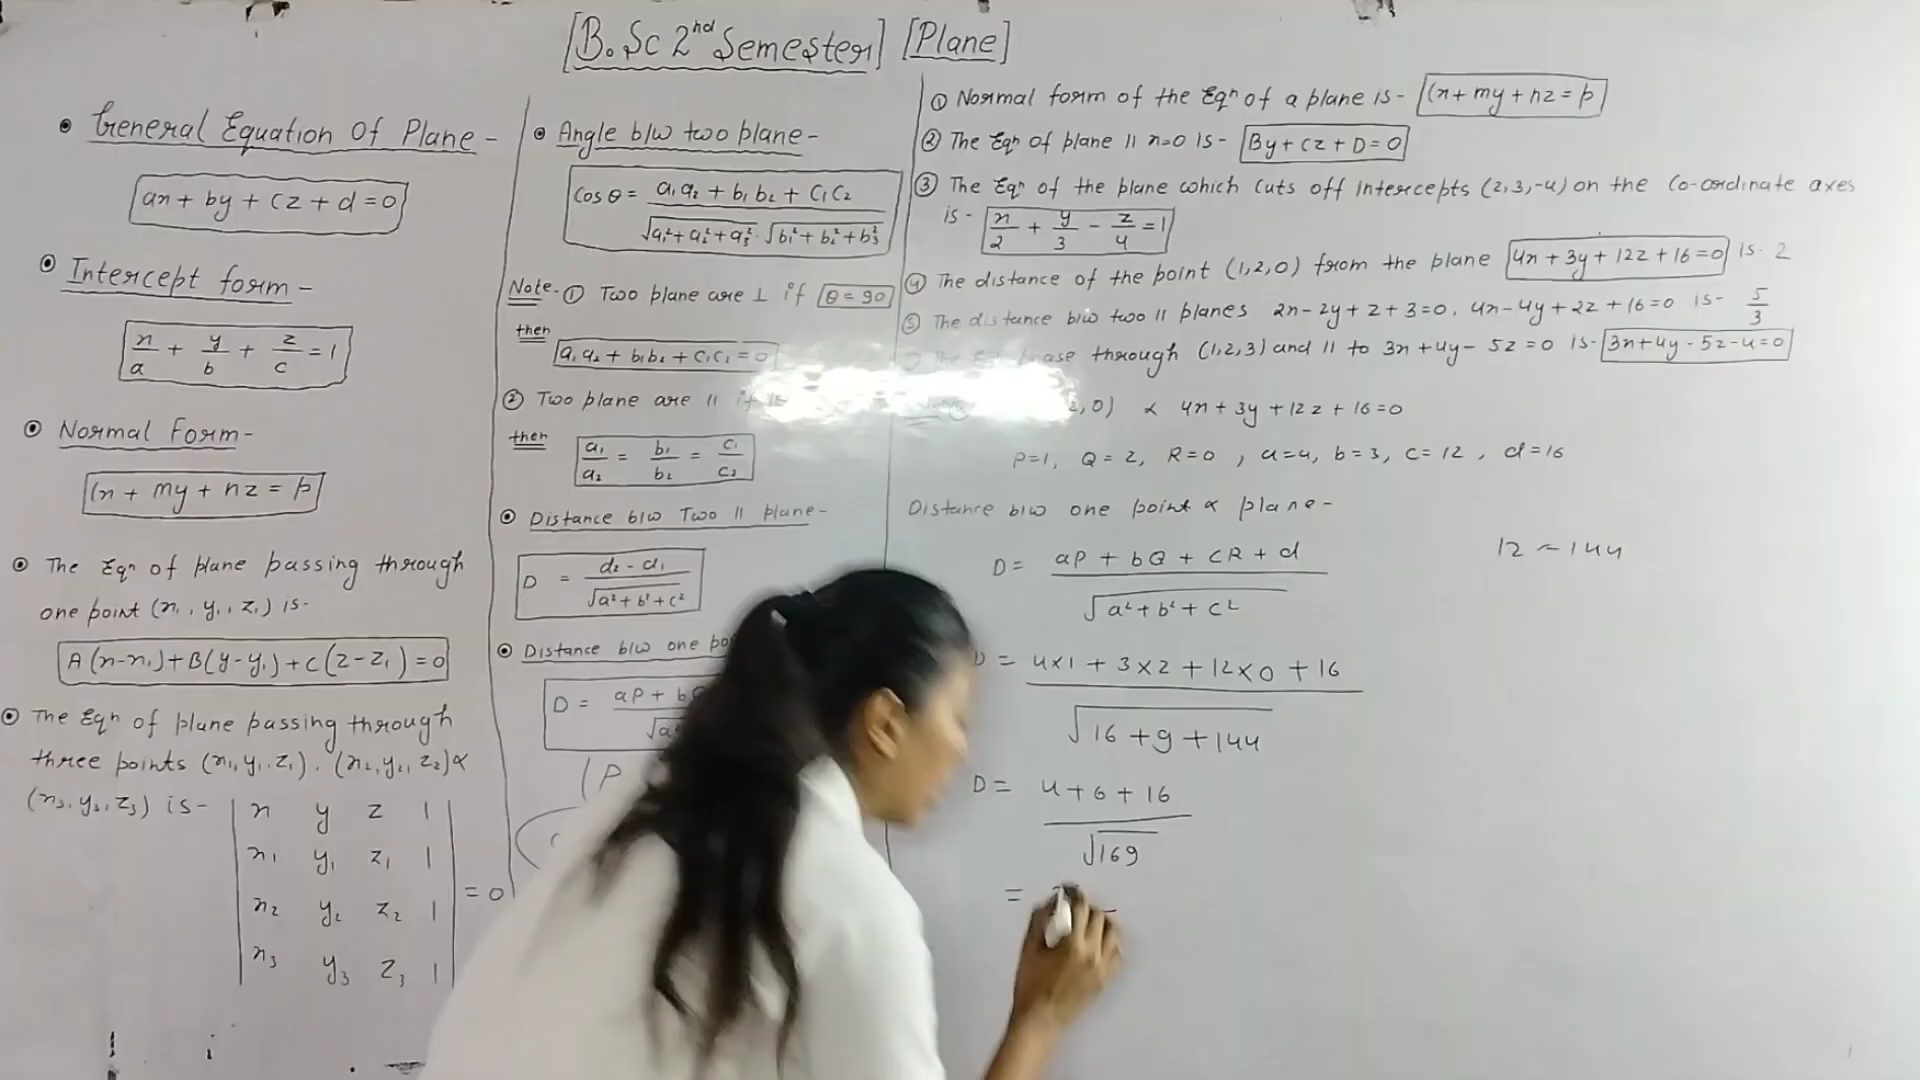 [B.Sc 2nd Semester] [Plane]
• General Equation Of Plane -
ax + by + cz + d = 0
• Intercept form -
x/a + y/b + z/c = 1
• Normal Form -
lx + my + nz = p
• The Eqn of plane passing through
one point (x1, y1, z1) is -
A(x-x1) + B(y-y1) + C(z-z1) = 0
• The Eqn of plane passing through
three points (x1, y1, z1), (x2, y2, z2) &
(x3, y3, z3) is -
x y z 1
x1 y1 z1 1
x2 y2 z2 1 = 0
x3 y3 z3 1
• Angle b/w two plane -
Cos θ = a1 a2 + b1 b2 + C1 C2 / √a1² + a2² + a3² . √b1² + b2² + b3²
Note - ① Two plane are ⊥ if θ = 90
then a1 a2 + b1 b2 + C1 C2 = 0
② Two plane are || if
then a1/a2 = b1/b2 = C1/C2
• Distance b/w Two || plane -
D = d2 - d1 / √a² + b² + c²
• Distance b/w one
D = aP + b
(P
① Normal form of the Eqn of a plane is - lx + my + nz = p
② The Eqn of plane || x=0 is - By + Cz + D = 0
③ The Eqn of the plane which cuts off Intercepts (2,3,-4) on the Co-ordinate axes
is - x/2 + y/3 - z/4 = 1
④ The distance of the point (1,2,0) from the plane 4x + 3y + 12z + 16 = 0 is 2
⑤ The distance b/w two || planes 2x - 2y + z + 3 = 0, 4x - 4y + 2z + 16 = 0 is - 5/3
through (1,2,3) and || to 3x + 4y - 5z = 0 is - 3x + 4y - 5z - 4 = 0
,0) & 4x + 3y + 12z + 16 = 0
P=1, Q=2, R=0, a=4, b=3, c=12, d=16
Distance b/w one point & plane -
D = aP + bQ + cR + d / √a² + b² + c²
12 - 144
D = 4×1 + 3×2 + 12×0 + 16 / √16 + 9 + 144
D = 4 + 6 + 16 / √169
=